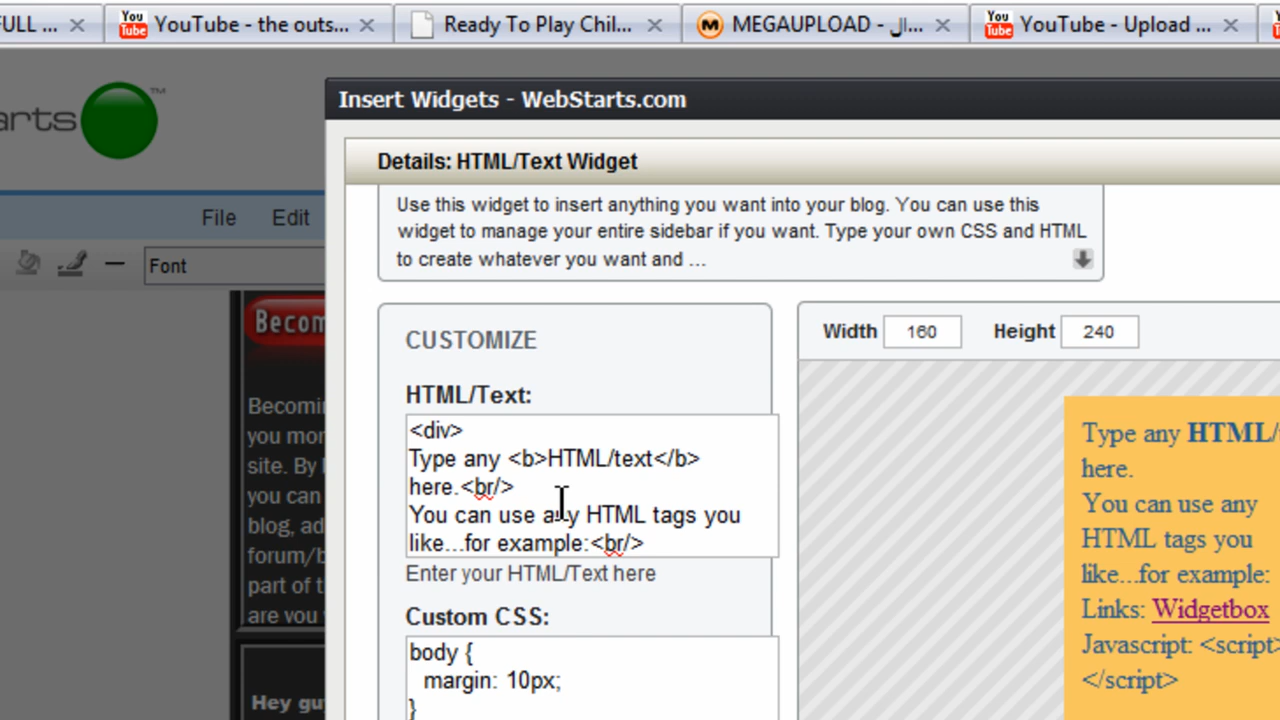 FULL ...
YouTube - the outs...
Ready To Play Chil...
MEGAUPLOAD - ال...
YouTube - Upload ...
arts™
Insert Widgets - WebStarts.com
Details: HTML/Text Widget
File Edit
Use this widget to insert anything you want into your blog. You can use this
widget to manage your entire sidebar if you want. Type your own CSS and HTML
to create whatever you want and ...
Font
CUSTOMIZE
Width 160 Height 240
HTML/Text:
<div>
Type any <b>HTML/text</b>
here.<br/>
You can use any HTML tags you
like...for example:<br/>
Enter your HTML/Text here
Custom CSS:
body {
margin: 10px;
}
Type any HTML/
here.
You can use any
HTML tags you
like...for example:
Links: Widgetbox
Javascript: <script>
</script>
Becom
Becomin
you mor
site. By
you can
blog, ad
forum/b
part of t
are you
Hey gu